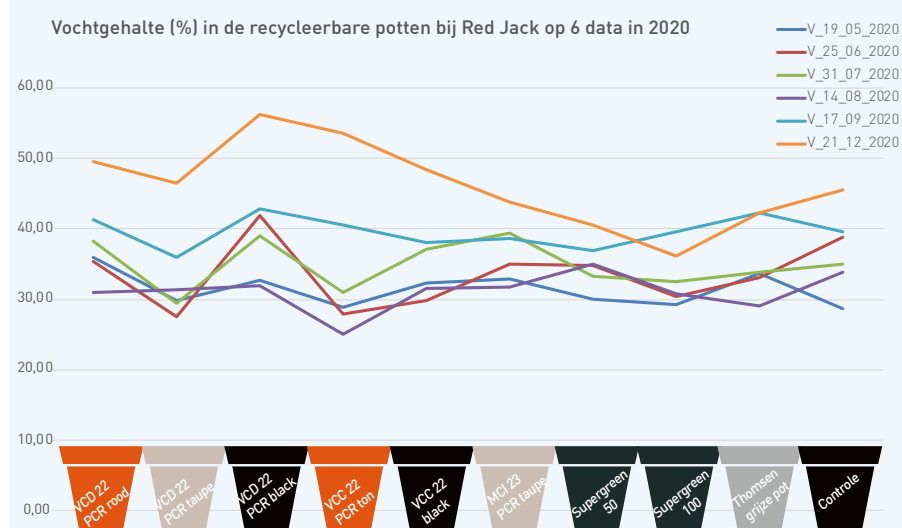 Vochtgehalte (%) in de recycleerbare potten bij Red Jack op 6 data in 2020
V_19_05_2020
V_25_06_2020
V_31_07_2020
V_14_08_2020
V_17_09_2020
V_21_12_2020
60,00
50,00
40,00
30,00
20,00
10,00
0,00
VCD 22
PCR rood
VCD 22
PCR taupe
VCD 22
PCR black
VCC 22
PCR ton
VCC 22
black
MCI 23
PCR taupe
Supergreen
50
Supergreen
100
Thomsen
grijze pot
Controle